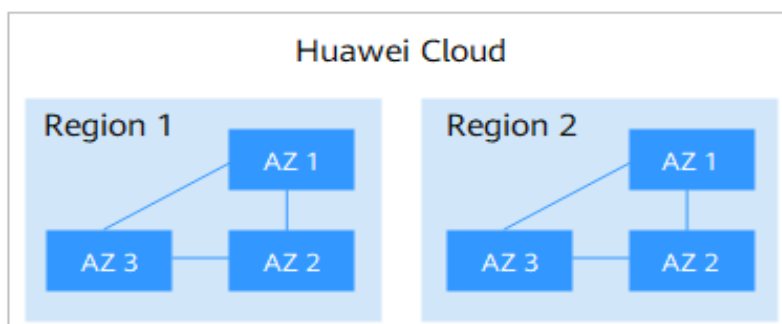 Huawei Cloud
Region 1
AZ 1
AZ 3
AZ 2
Region 2
AZ 1
AZ 3
AZ 2